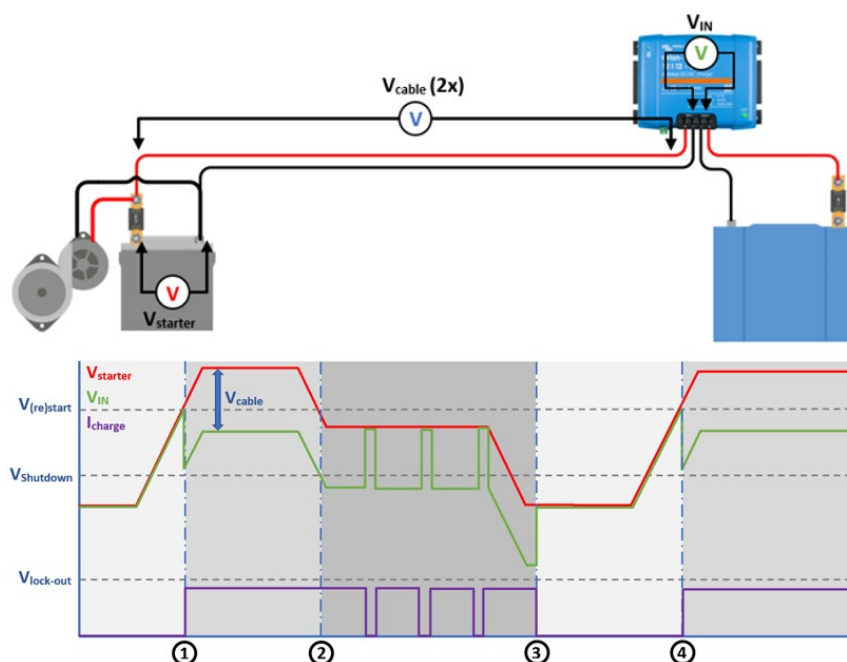 V_IN
V
V_cable (2x)
V
V
V_starter
V_starter
V_IN
I_charge
V_cable
V_(re)start
V_Shutdown
V_lock-out
1 2 3 4